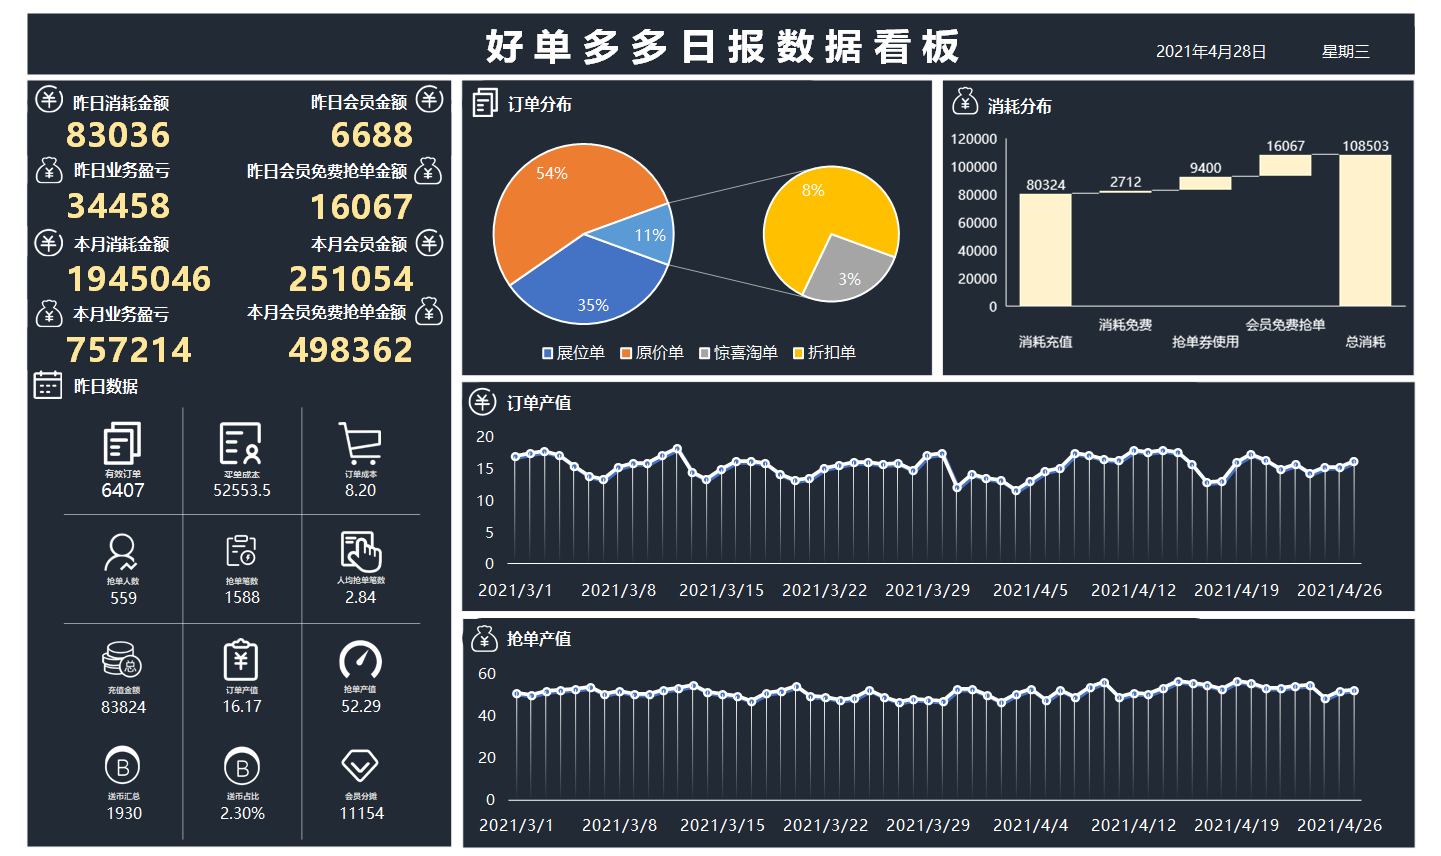 好单多多日报数据看板
2021年4月28日 星期三
昨日消耗金额 昨日会员金额
83036 6688
昨日业务盈亏 昨日会员免费抢单金额
34458 16067
本月消耗金额 本月会员金额
1945046 251054
本月业务盈亏 本月会员免费抢单金额
757214 498362
昨日数据
有效订单 买单成本 订单成本
6407 52553.5 8.20
抢单人数 抢单笔数 人均抢单笔数
559 1588 2.84
总
充值金额 订单产值 抢单产值
83824 16.17 52.29
B B
送币汇总 送币占比 会员分摊
1930 2.30% 11154
订单分布
54%
11%
35%
8%
3%
展位单 原价单 惊喜淘单 折扣单
消耗分布
120000
100000
80000
60000
40000
20000
0
80324 2712 9400 16067 108503
消耗充值 消耗免费 抢单券使用 会员免费抢单 总消耗
订单产值
20
15
10
5
0
2021/3/1 2021/3/8 2021/3/15 2021/3/22 2021/3/29 2021/4/5 2021/4/12 2021/4/19 2021/4/26
抢单产值
60
40
20
0
2021/3/1 2021/3/8 2021/3/15 2021/3/22 2021/3/29 2021/4/4 2021/4/12 2021/4/19 2021/4/26